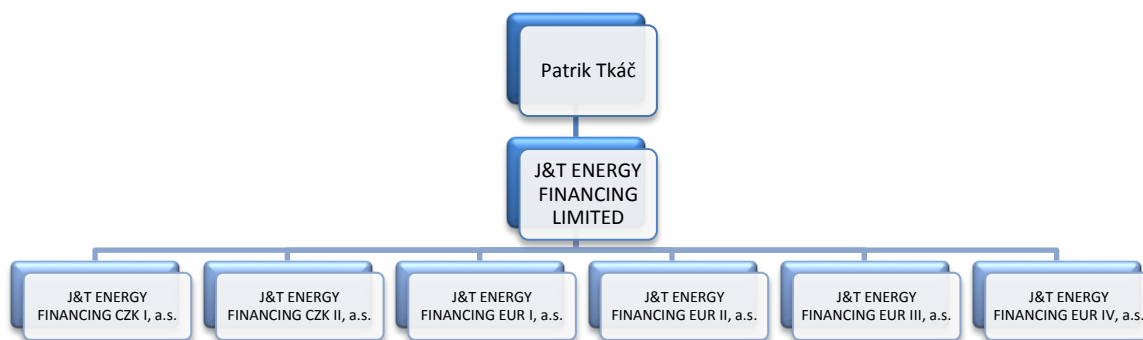 Patrik Tkáč
J&T ENERGY
FINANCING
LIMITED
J&T ENERGY
FINANCING CZK I, a.s.
J&T ENERGY
FINANCING CZK II, a.s.
J&T ENERGY
FINANCING EUR I, a.s.
J&T ENERGY
FINANCING EUR II, a.s.
J&T ENERGY
FINANCING EUR III, a.s.
J&T ENERGY
FINANCING EUR IV, a.s.